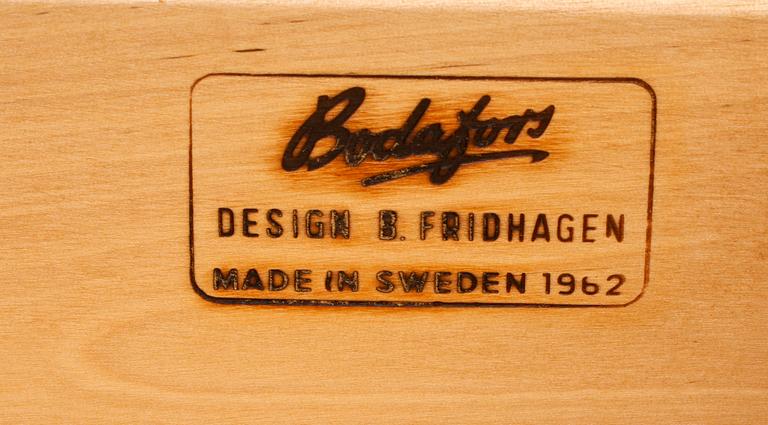 Bodafors
DESIGN B. FRIDHAGEN
MADE IN SWEDEN 1962